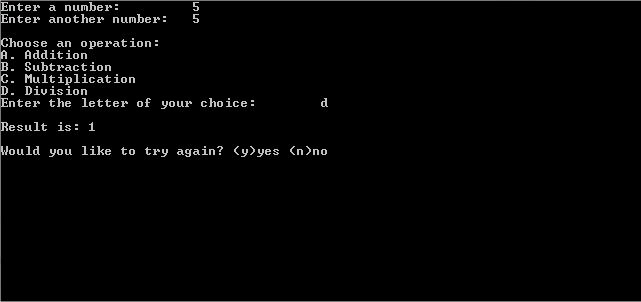 Enter a number:         5
Enter another number:   5
Choose an operation:
A. Addition
B. Subtraction
C. Multiplication
D. Division
Enter the letter of your choice:        d
Result is: 1
Would you like to try again? (y)yes (n)no